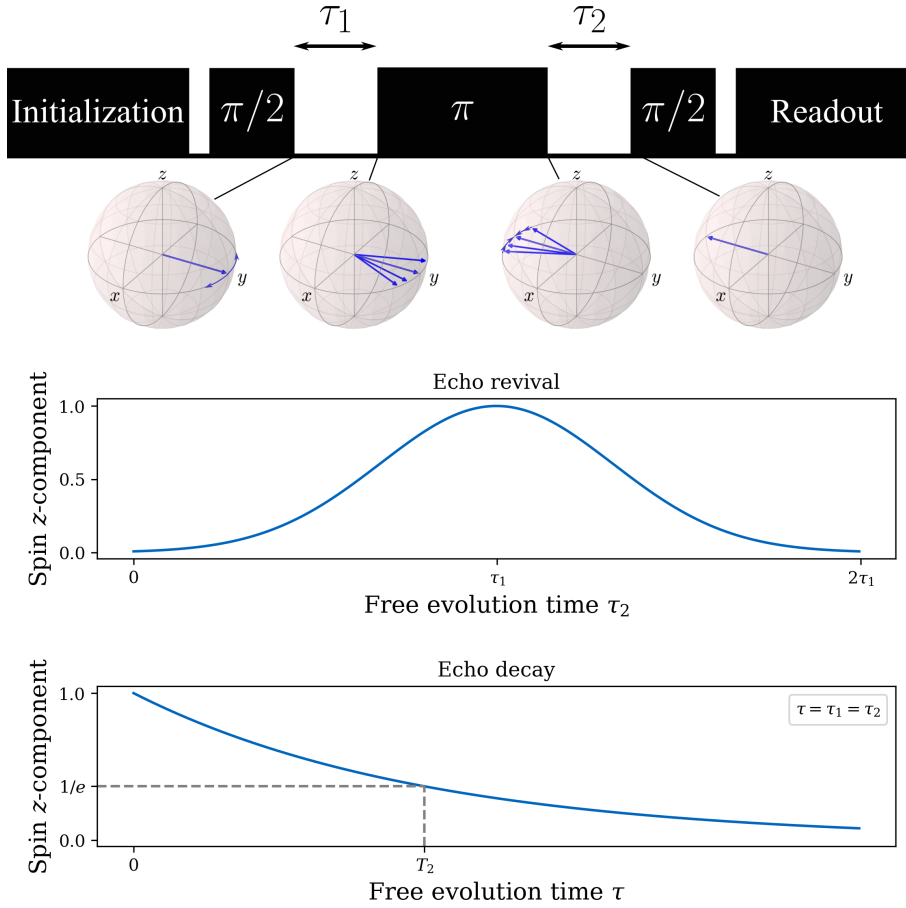 τ₁ τ₂
Initialization π/2 π π/2 Readout
z z z z
x y x y x y x y
Echo revival
Spin z-component
1.0
0.5
0.0
0 τ₁ 2τ₁
Free evolution time τ₂
Echo decay
Spin z-component
1.0
1/e
0.0
τ = τ₁ = τ₂
0 T₂
Free evolution time τ